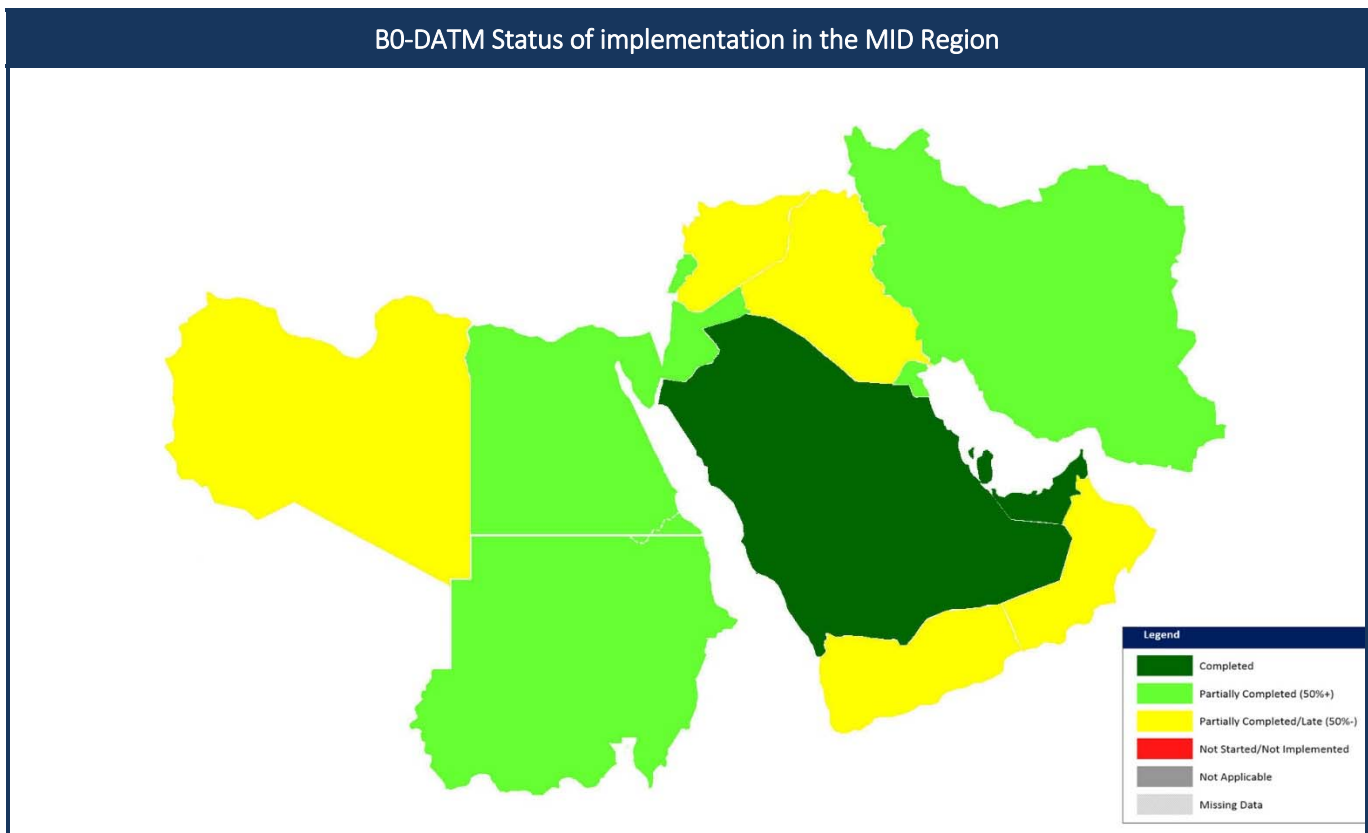 B0-DATM Status of implementation in the MID Region
Legend
Completed
Partially Completed (50%+)
Partially Completed/Late (50%-)
Not Started/Not Implemented
Not Applicable
Missing Data